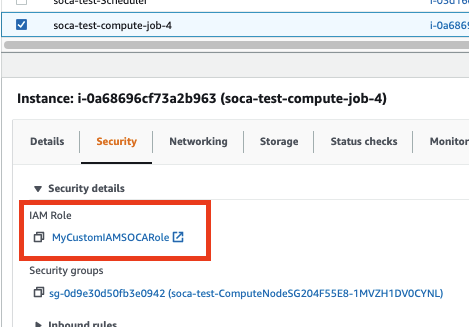 soca-test-scheduler
soca-test-compute-job-4 i-0a6869
Instance: i-0a68696cf73a2b963 (soca-test-compute-job-4)
Details Security Networking Storage Status checks Monitor
Security details
IAM Role
MyCustomIAMSOCARole
Security groups
sg-0d9e30d50fb3e0942 (soca-test-ComputeNodeSG204F55E8-1MVZH1DV0CYNL)
Inbound rules